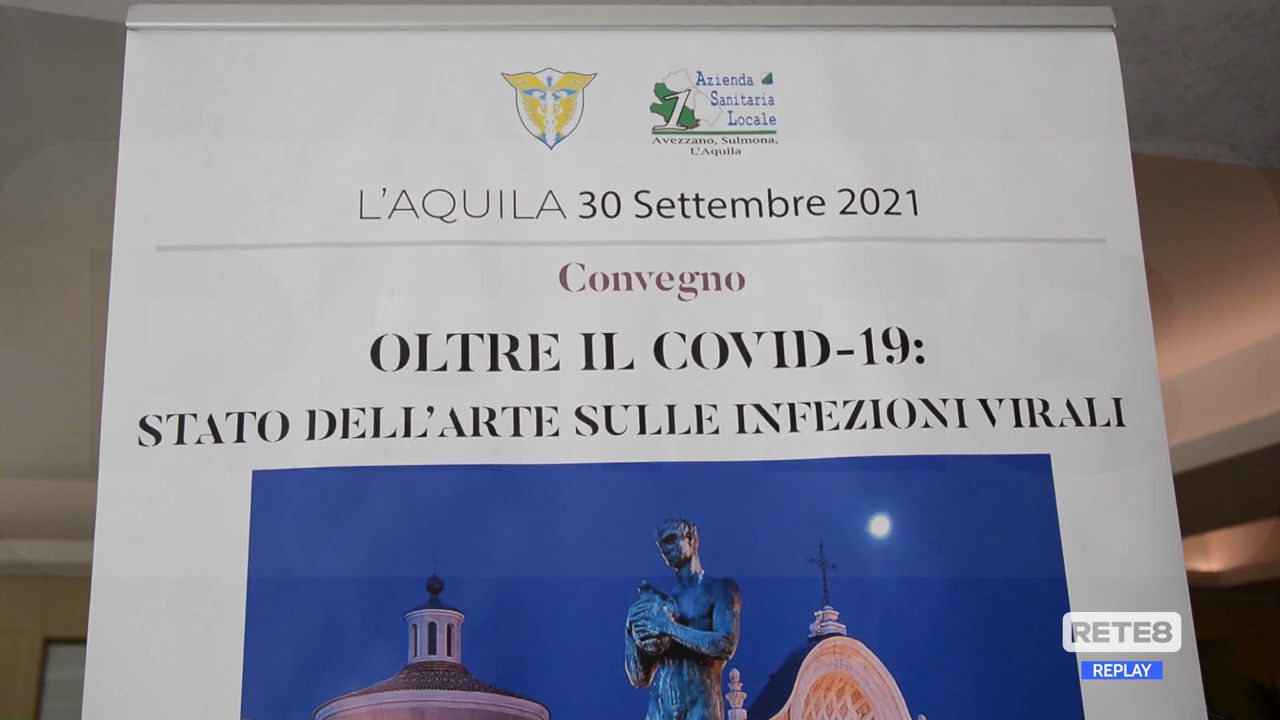 Azienda
Sanitaria
Locale
1
Avezzano, Sulmona,
L'Aquila
L'AQUILA 30 Settembre 2021
Convegno
OLTRE IL COVID-19:
STATO DELL'ARTE SULLE INFEZIONI VIRALI
RETE8
REPLAY